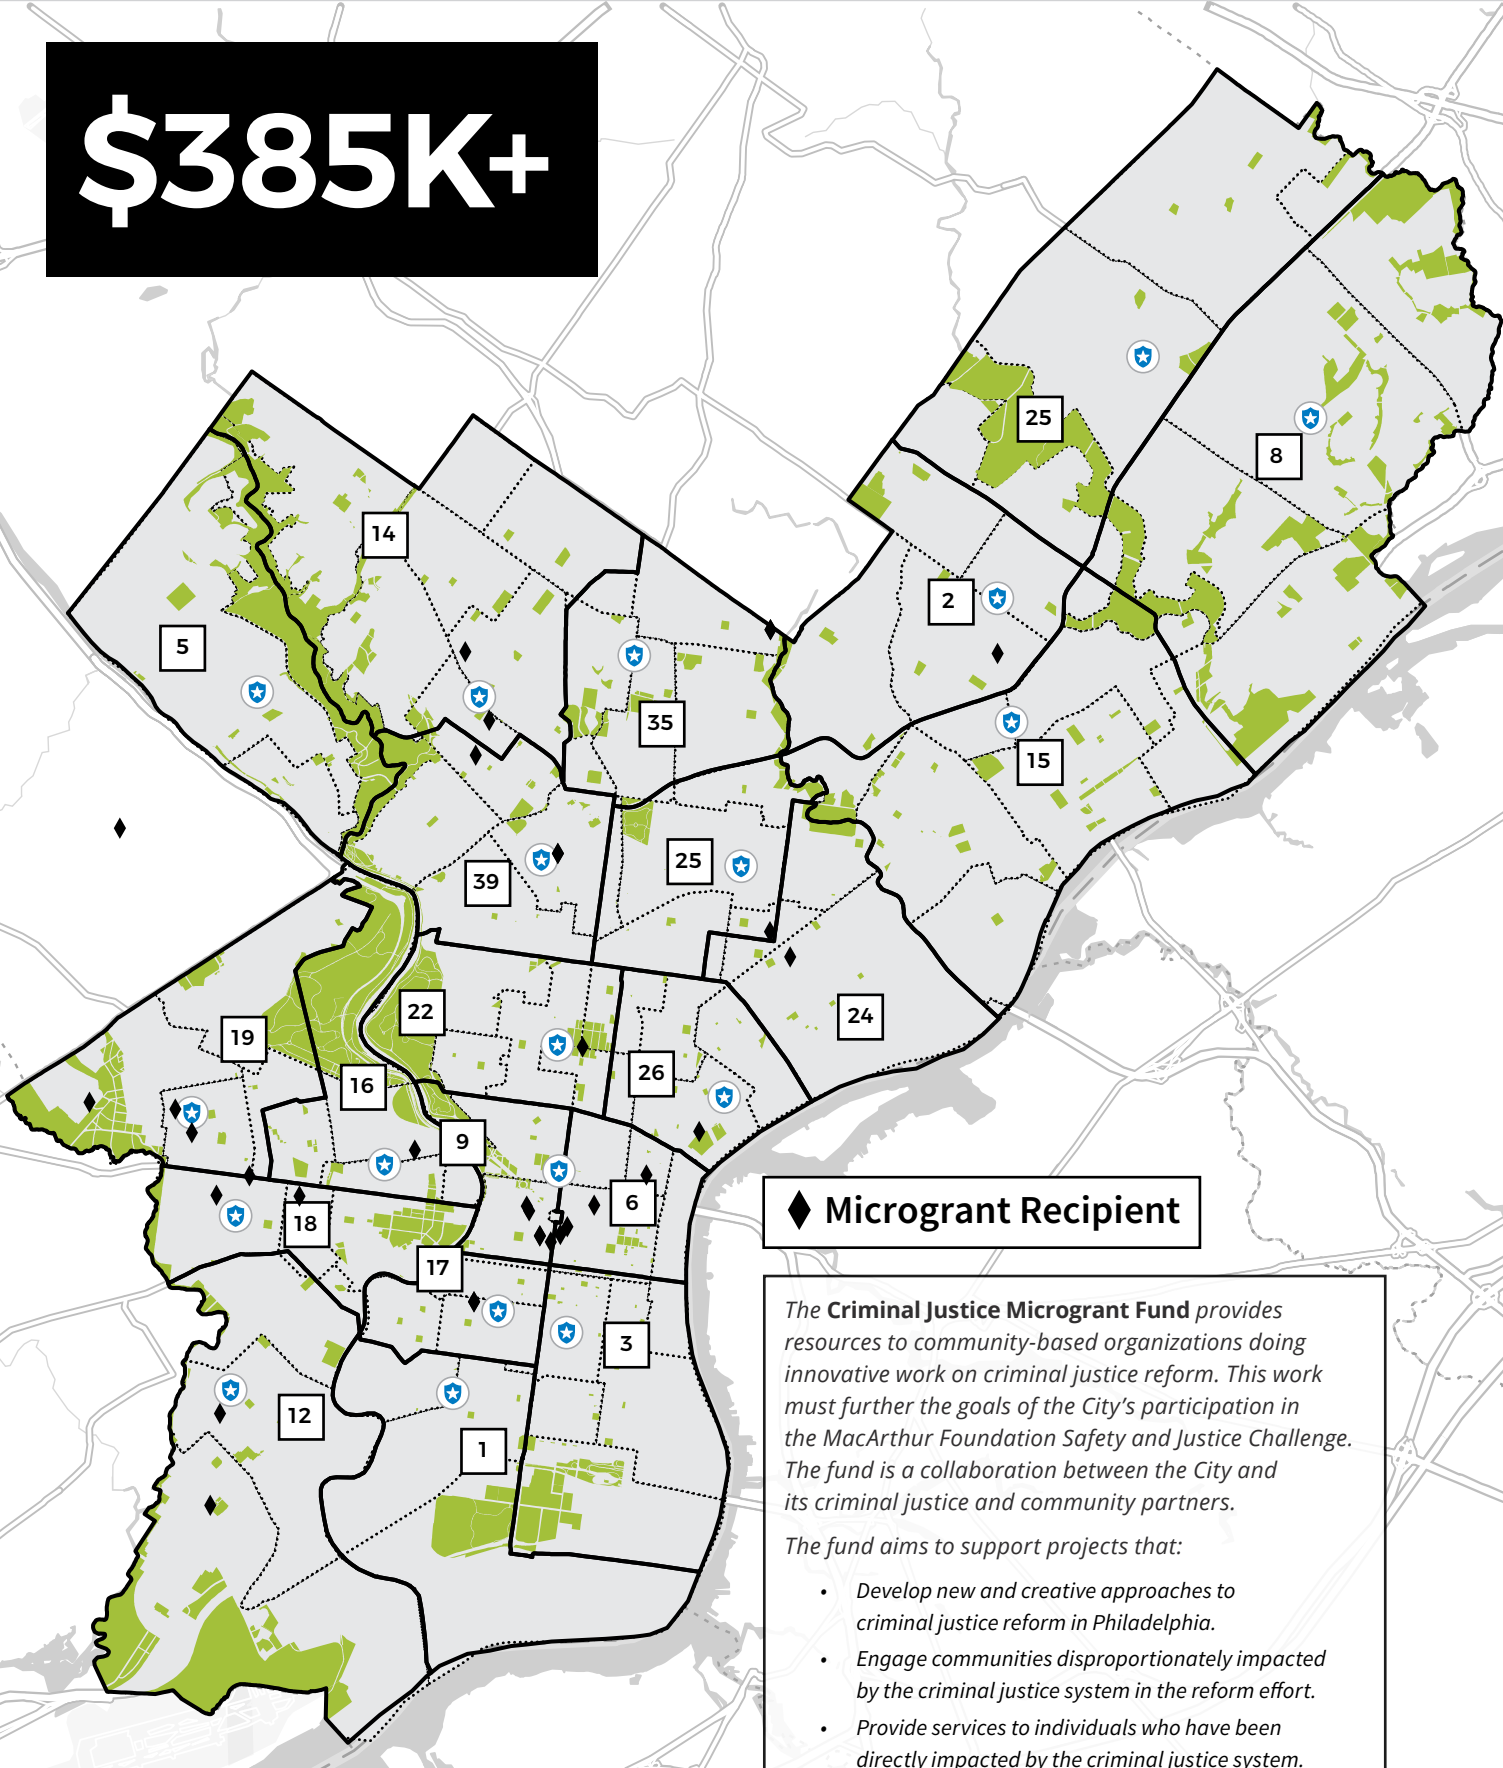 $385K+
25
8
14
2
5
35
15
25
39
22
24
19
26
16
9
6
18
17
3
12
1
Microgrant Recipient
The Criminal Justice Microgrant Fund provides
resources to community-based organizations doing
innovative work on criminal justice reform. This work
must further the goals of the City’s participation in
the MacArthur Foundation Safety and Justice Challenge.
The fund is a collaboration between the City and
its criminal justice and community partners.
The fund aims to support projects that:
• Develop new and creative approaches to
criminal justice reform in Philadelphia.
• Engage communities disproportionately impacted
by the criminal justice system in the reform effort.
• Provide services to individuals who have been
directly impacted by the criminal justice system.